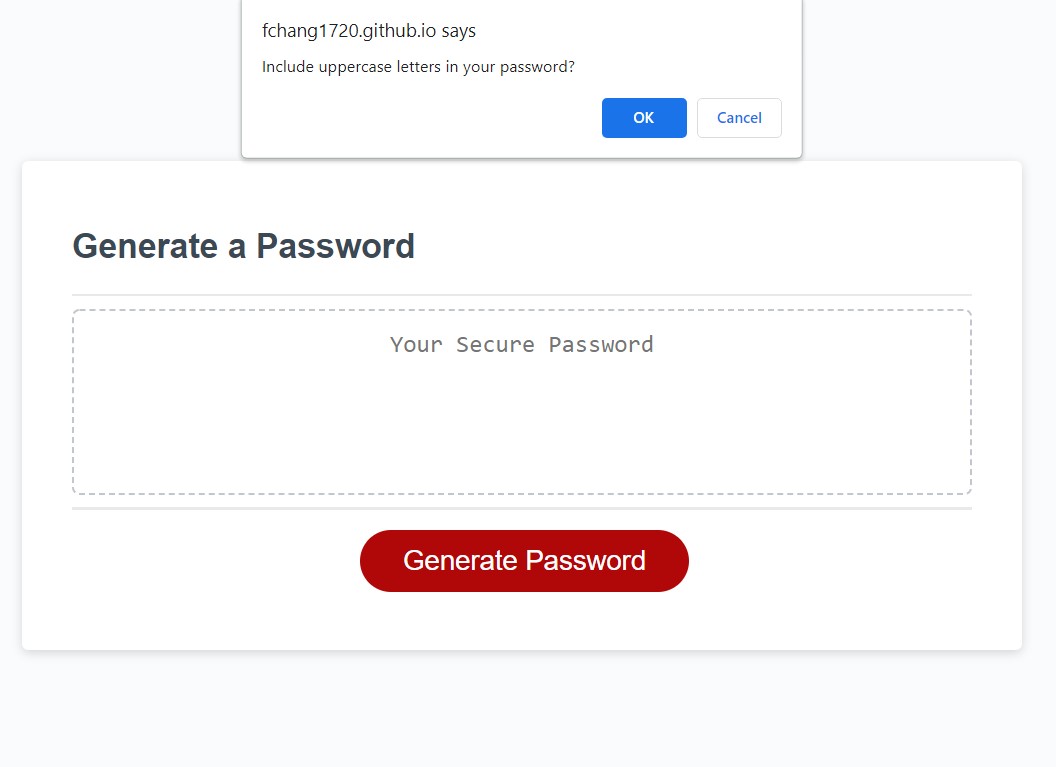 fchang1720.github.io says
Include uppercase letters in your password?
OK
Cancel
Generate a Password
Your Secure Password
Generate Password